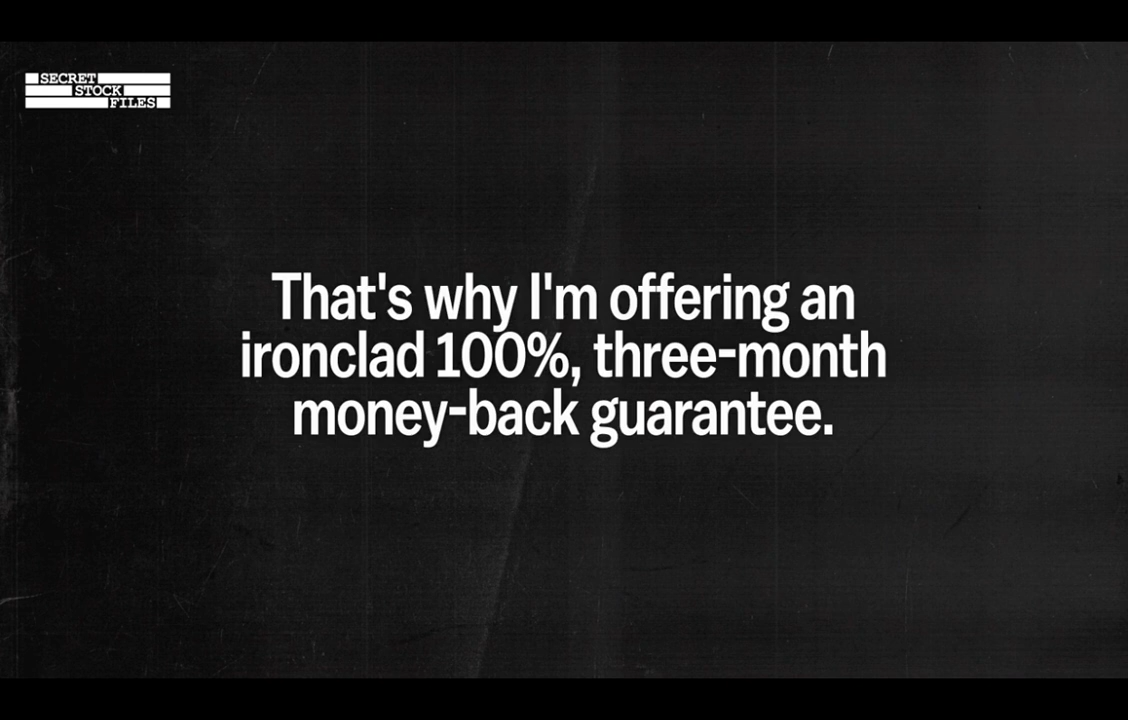 SECRET
STOCK
FILES
That's why I'm offering an
ironclad 100%, three-month
money-back guarantee.